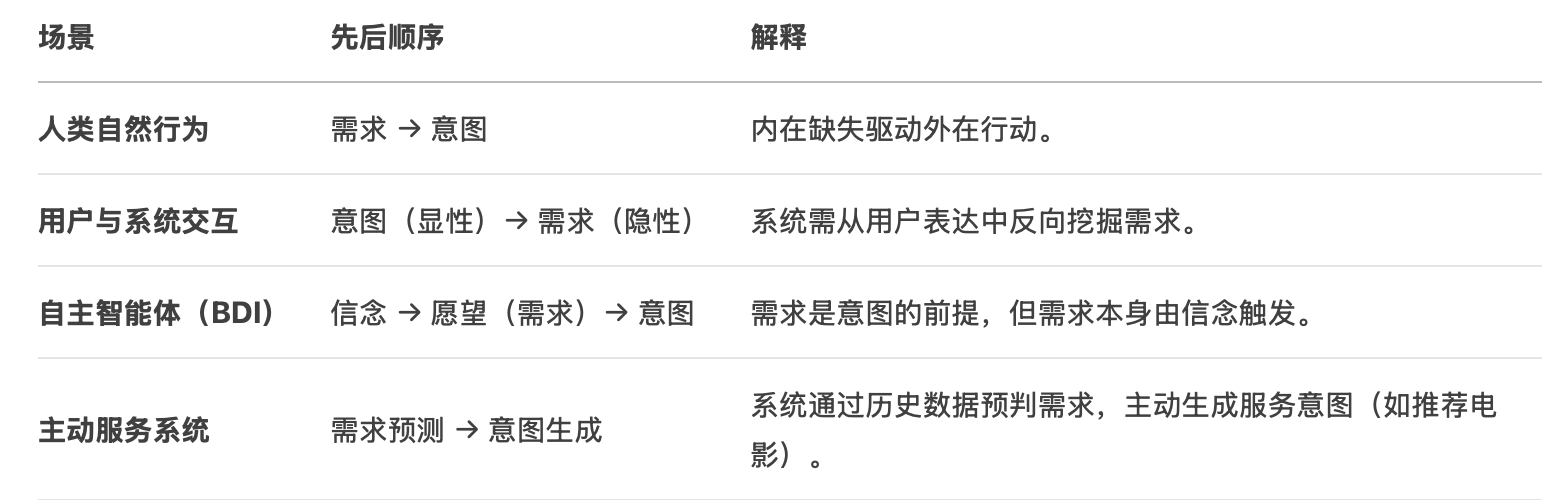 场景 先后顺序 解释
人类自然行为 需求 → 意图 内在缺失驱动外在行动。
用户与系统交互 意图（显性）→ 需求（隐性） 系统需从用户表达中反向挖掘需求。
自主智能体（BDI） 信念 → 愿望（需求）→ 意图 需求是意图的前提，但需求本身由信念触发。
主动服务系统 需求预测 → 意图生成 系统通过历史数据预判需求，主动生成服务意图（如推荐电
影）。